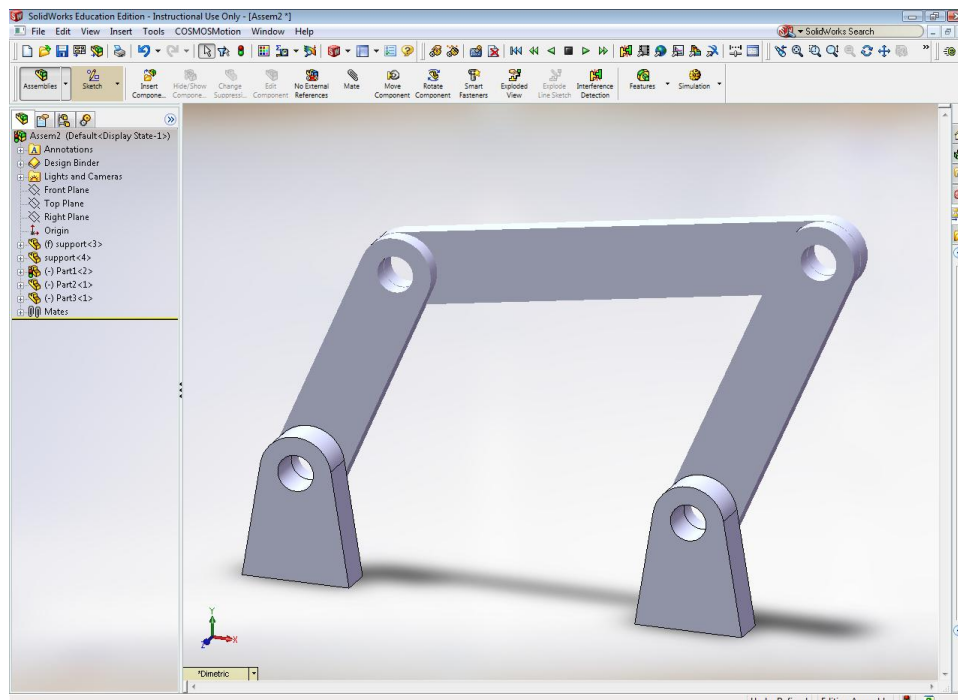 SolidWorks Education Edition - Instructional Use Only - [Assem2 *]
File Edit View Insert Tools COSMOSMotion Window Help
SolidWorks Search
Assemblies
Sketch
Insert Compone...
Hide/Show Compone...
Change Suppressi...
Edit Component
No External References
Mate
Move Component
Rotate Component
Smart Fasteners
Exploded View
Explode Line Sketch
Interference Detection
Features
Simulation
Assem2 (Default<Display State-1>)
Annotations
Design Binder
Lights and Cameras
Front Plane
Top Plane
Right Plane
Origin
(f) support<3>
support<4>
(-) Part1<2>
(-) Part2<1>
(-) Part3<1>
Mates
Y
X
Z
*Dimetric